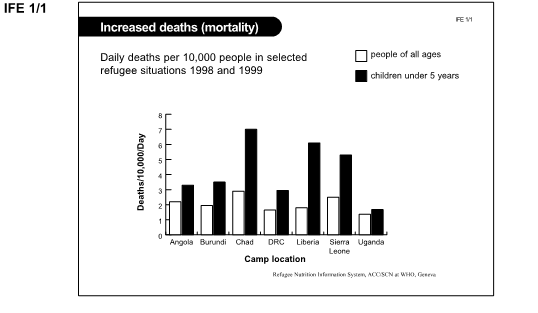 IFE 1/1
IFE 1/1
Increased deaths (mortality)
Daily deaths per 10,000 people in selected
refugee situations 1998 and 1999
people of all ages
children under 5 years
Deaths/10,000/Day
8
7
6
5
4
3
2
1
0
Angola Burundi Chad DRC Liberia Sierra Uganda
Leone
Camp location
Refugee Nutrition Information System, ACC/SCN at WHO, Geneva